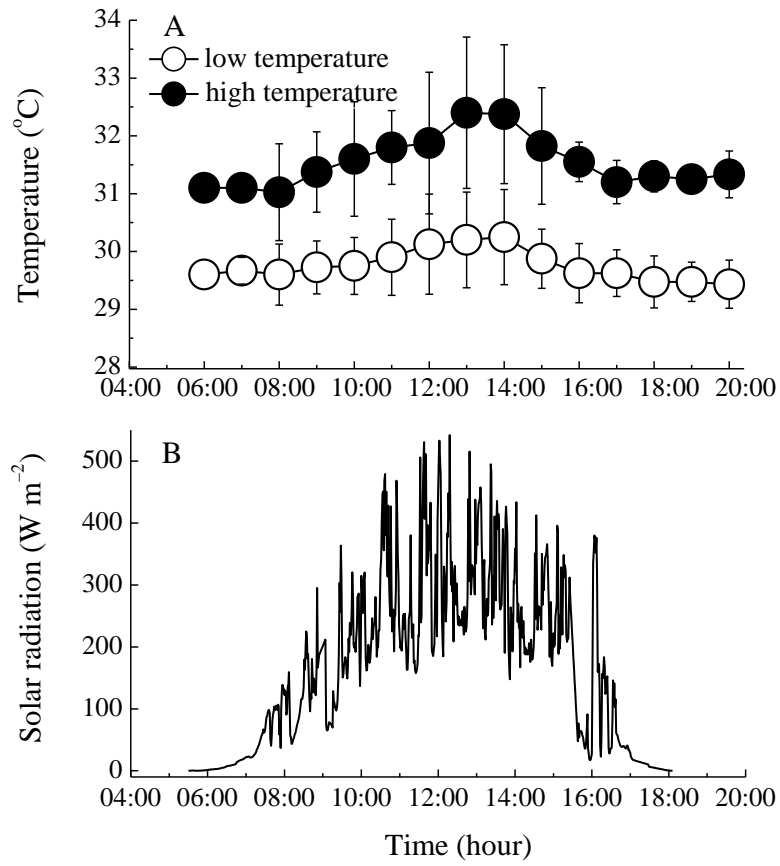 34
A
low temperature
33
high temperature
32
31
30
29
28
Temperature (°C)
04:00 06:00 08:00 10:00 12:00 14:00 16:00 18:00 20:00
B
500
400
300
200
100
0
Solar radiation (W m⁻²)
04:00 06:00 08:00 10:00 12:00 14:00 16:00 18:00 20:00
Time (hour)